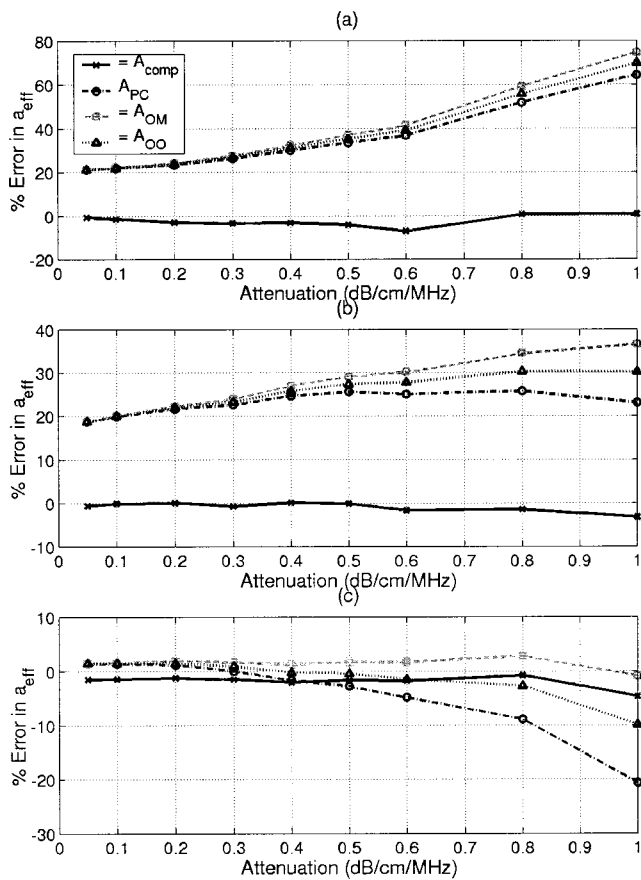 (a)
80
60
40
20
0
-20
% Error in a_eff
= A_comp
A_PC
= A_OM
= A_OO
0 0.1 0.2 0.3 0.4 0.5 0.6 0.7 0.8 0.9 1
Attenuation (dB/cm/MHz)
(b)
40
30
20
10
0
-10
% Error in a_eff
0 0.1 0.2 0.3 0.4 0.5 0.6 0.7 0.8 0.9 1
Attenuation (dB/cm/MHz)
(c)
10
0
-10
-20
-30
% Error in a_eff
0 0.1 0.2 0.3 0.4 0.5 0.6 0.7 0.8 0.9 1
Attenuation (dB/cm/MHz)